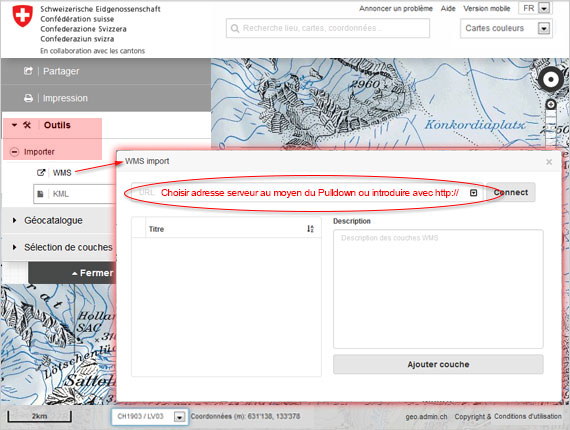 Schweizerische Eidgenossenschaft
Confédération suisse
Confederazione Svizzera
Confederaziun svizra
En collaboration avec les cantons
Annoncer un problème Aide Version mobile FR
Recherche lieu, cartes, coordonnées...
Cartes couleurs
Partager
Impression
Outils
Importer
WMS
KML
Géocatalogue
Sélection de couches
Fermer
2960
Konkordiaplatz
WMS import ×
URL Choisir adresse serveur au moyen du Pulldown ou introduire avec http://
Connect
Titre
Description
Description des couches WMS
Ajouter couche
Holla
SAC
Lötschenlücke
Satte
2km
CH1903 / LV03
Coordonnées (m): 631'138, 133'378
geo.admin.ch Copyright & Conditions d'utilisation